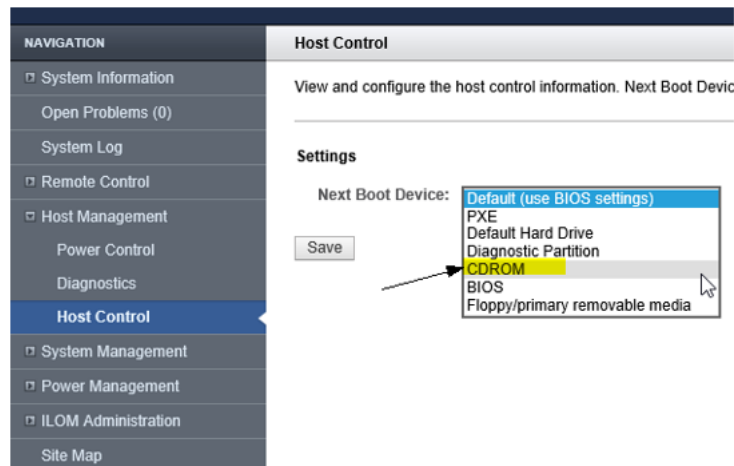 NAVIGATION
System Information
Open Problems (0)
System Log
Remote Control
Host Management
Power Control
Diagnostics
Host Control
System Management
Power Management
ILOM Administration
Site Map
Host Control
View and configure the host control information. Next Boot Devic
Settings
Next Boot Device:
Default (use BIOS settings)
PXE
Default Hard Drive
Diagnostic Partition
CDROM
BIOS
Floppy/primary removable media
Save